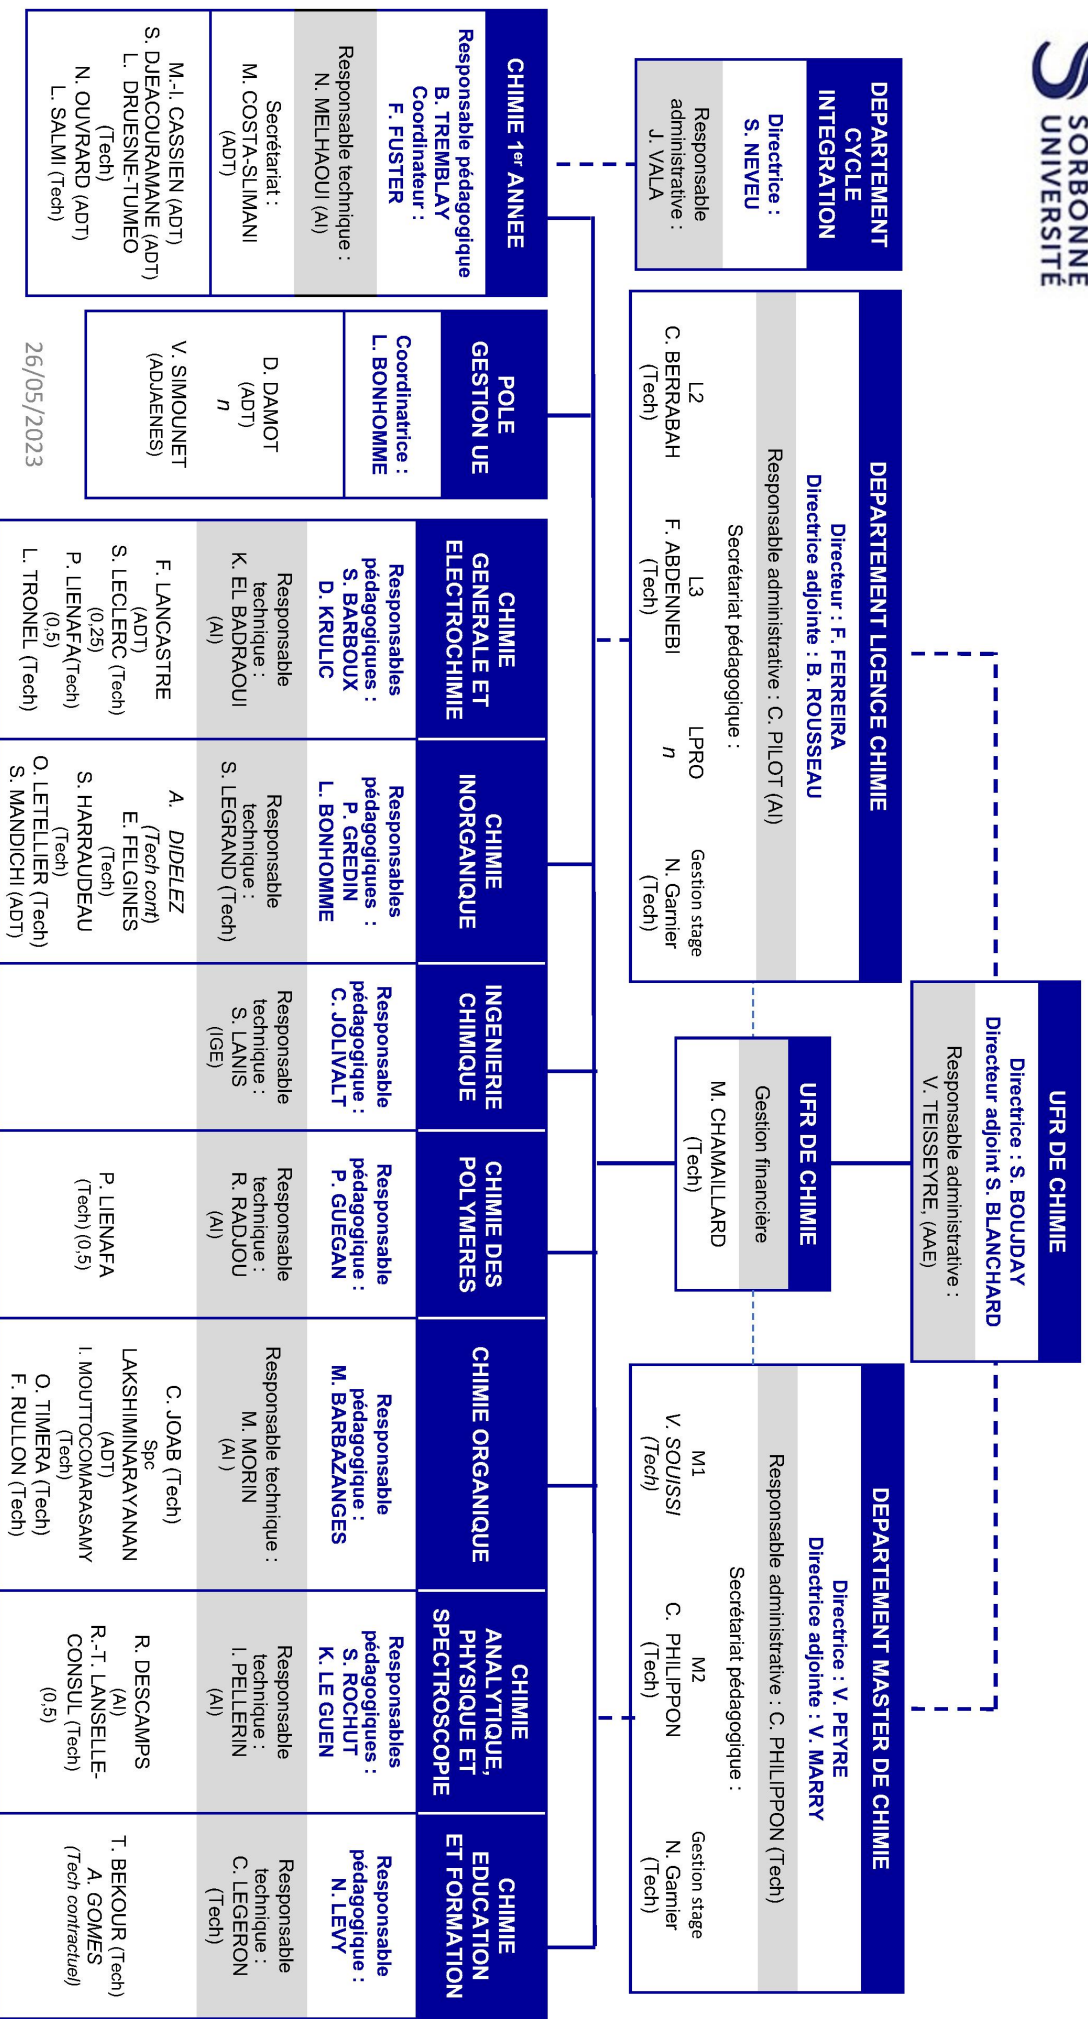 SORBONNE
UNIVERSITÉ
UFR DE CHIMIE
Directrice : S. BOUJDAY
Directeur adjoint S. BLANCHARD
Responsable administrative :
V. TEISSEYRE, (AAE)
DEPARTEMENT
CYCLE
INTEGRATION
Directrice :
S. NEVEU
Responsable
administrative :
J. VALA
DEPARTEMENT LICENCE CHIMIE
Directeur : F. FERREIRA
Directrice adjointe : B. ROUSSEAU
Responsable administrative : C. PILOT (AI)
Secrétariat pédagogique :
L2
C. BERRABAH
(Tech)
L3
F. ABDENNEBI
(Tech)
LPRO
n
Gestion stage
N. Garnier
(Tech)
UFR DE CHIMIE
Gestion financière
M. CHAMAILLARD
(Tech)
DEPARTEMENT MASTER DE CHIMIE
Directrice : V. PEYRE
Directrice adjointe : V. MARRY
Responsable administrative : C. PHILIPPON (Tech)
Secrétariat pédagogique :
M1
V. SOUISSI
(Tech)
M2
C. PHILIPPON
(Tech)
Gestion stage
N. Garnier
(Tech)
CHIMIE 1er ANNEE
Responsable pédagogique
B. TREMBLAY
Coordinateur :
F. FUSTER
Responsable technique :
N. MELHAOUI (AI)
Secrétariat :
M. COSTA-SLIMANI
(ADT)
M.-I. CASSIEN (ADT)
S. DJEACOURAMANE (ADT)
L. DRUESNE-TUMEO
(Tech)
N. OUVRARD (ADT)
L. SALMI (Tech)
POLE
GESTION UE
Coordinatrice :
L. BONHOMME
D. DAMOT
(ADT)
n
V. SIMOUNET
(ADJAENES)
CHIMIE
GENERALE ET
ELECTROCHIMIE
Responsables
pédagogiques :
S. BARBOUX
D. KRULIC
Responsable
technique :
K. EL BADRAOUI
(AI)
F. LANCASTRE
(ADT)
S. LECLERC (Tech)
(0,25)
P. LIENAFA(Tech)
(0,5)
L. TRONEL (Tech)
CHIMIE
INORGANIQUE
Responsables
pédagogiques :
P. GREDIN
L. BONHOMME
Responsable
technique :
S. LEGRAND (Tech)
A. DIDELEZ
(Tech cont)
E. FELGINES
(Tech)
S. HARRAUDEAU
(Tech)
O. LETELLIER (Tech)
S. MANDICHI (ADT)
INGENIERIE
CHIMIQUE
Responsable
pédagogique :
C. JOLIVALT
Responsable
technique :
S. LANIS
(IGE)
CHIMIE DES
POLYMERES
Responsable
pédagogique :
P. GUEGAN
Responsable
technique :
R. RADJOU
(AI)
P. LIENAFA
(Tech) (0,5)
CHIMIE ORGANIQUE
Responsable
pédagogique :
M. BARBAZANGES
Responsable technique :
M. MORIN
(AI )
C. JOAB (Tech)
Spc
LAKSHIMINARAYANAN
(ADT)
I. MOUTTOCOMARASAMY
(Tech)
O. TIMERA (Tech)
F. RULLON (Tech)
CHIMIE
ANALYTIQUE,
PHYSIQUE ET
SPECTROSCOPIE
Responsables
pédagogiques :
S. ROCHUT
K. LE GUEN
Responsable
technique :
I. PELLERIN
(AI)
R. DESCAMPS
(AI)
R.-T. LANSELLE-
CONSUL (Tech)
(0,5)
CHIMIE
EDUCATION
ET FORMATION
Responsable
pédagogique :
N. LEVY
Responsable
technique :
C. LEGERON
(Tech)
T. BEKOUR (Tech)
A. GOMES
(Tech contractuel)
26/05/2023